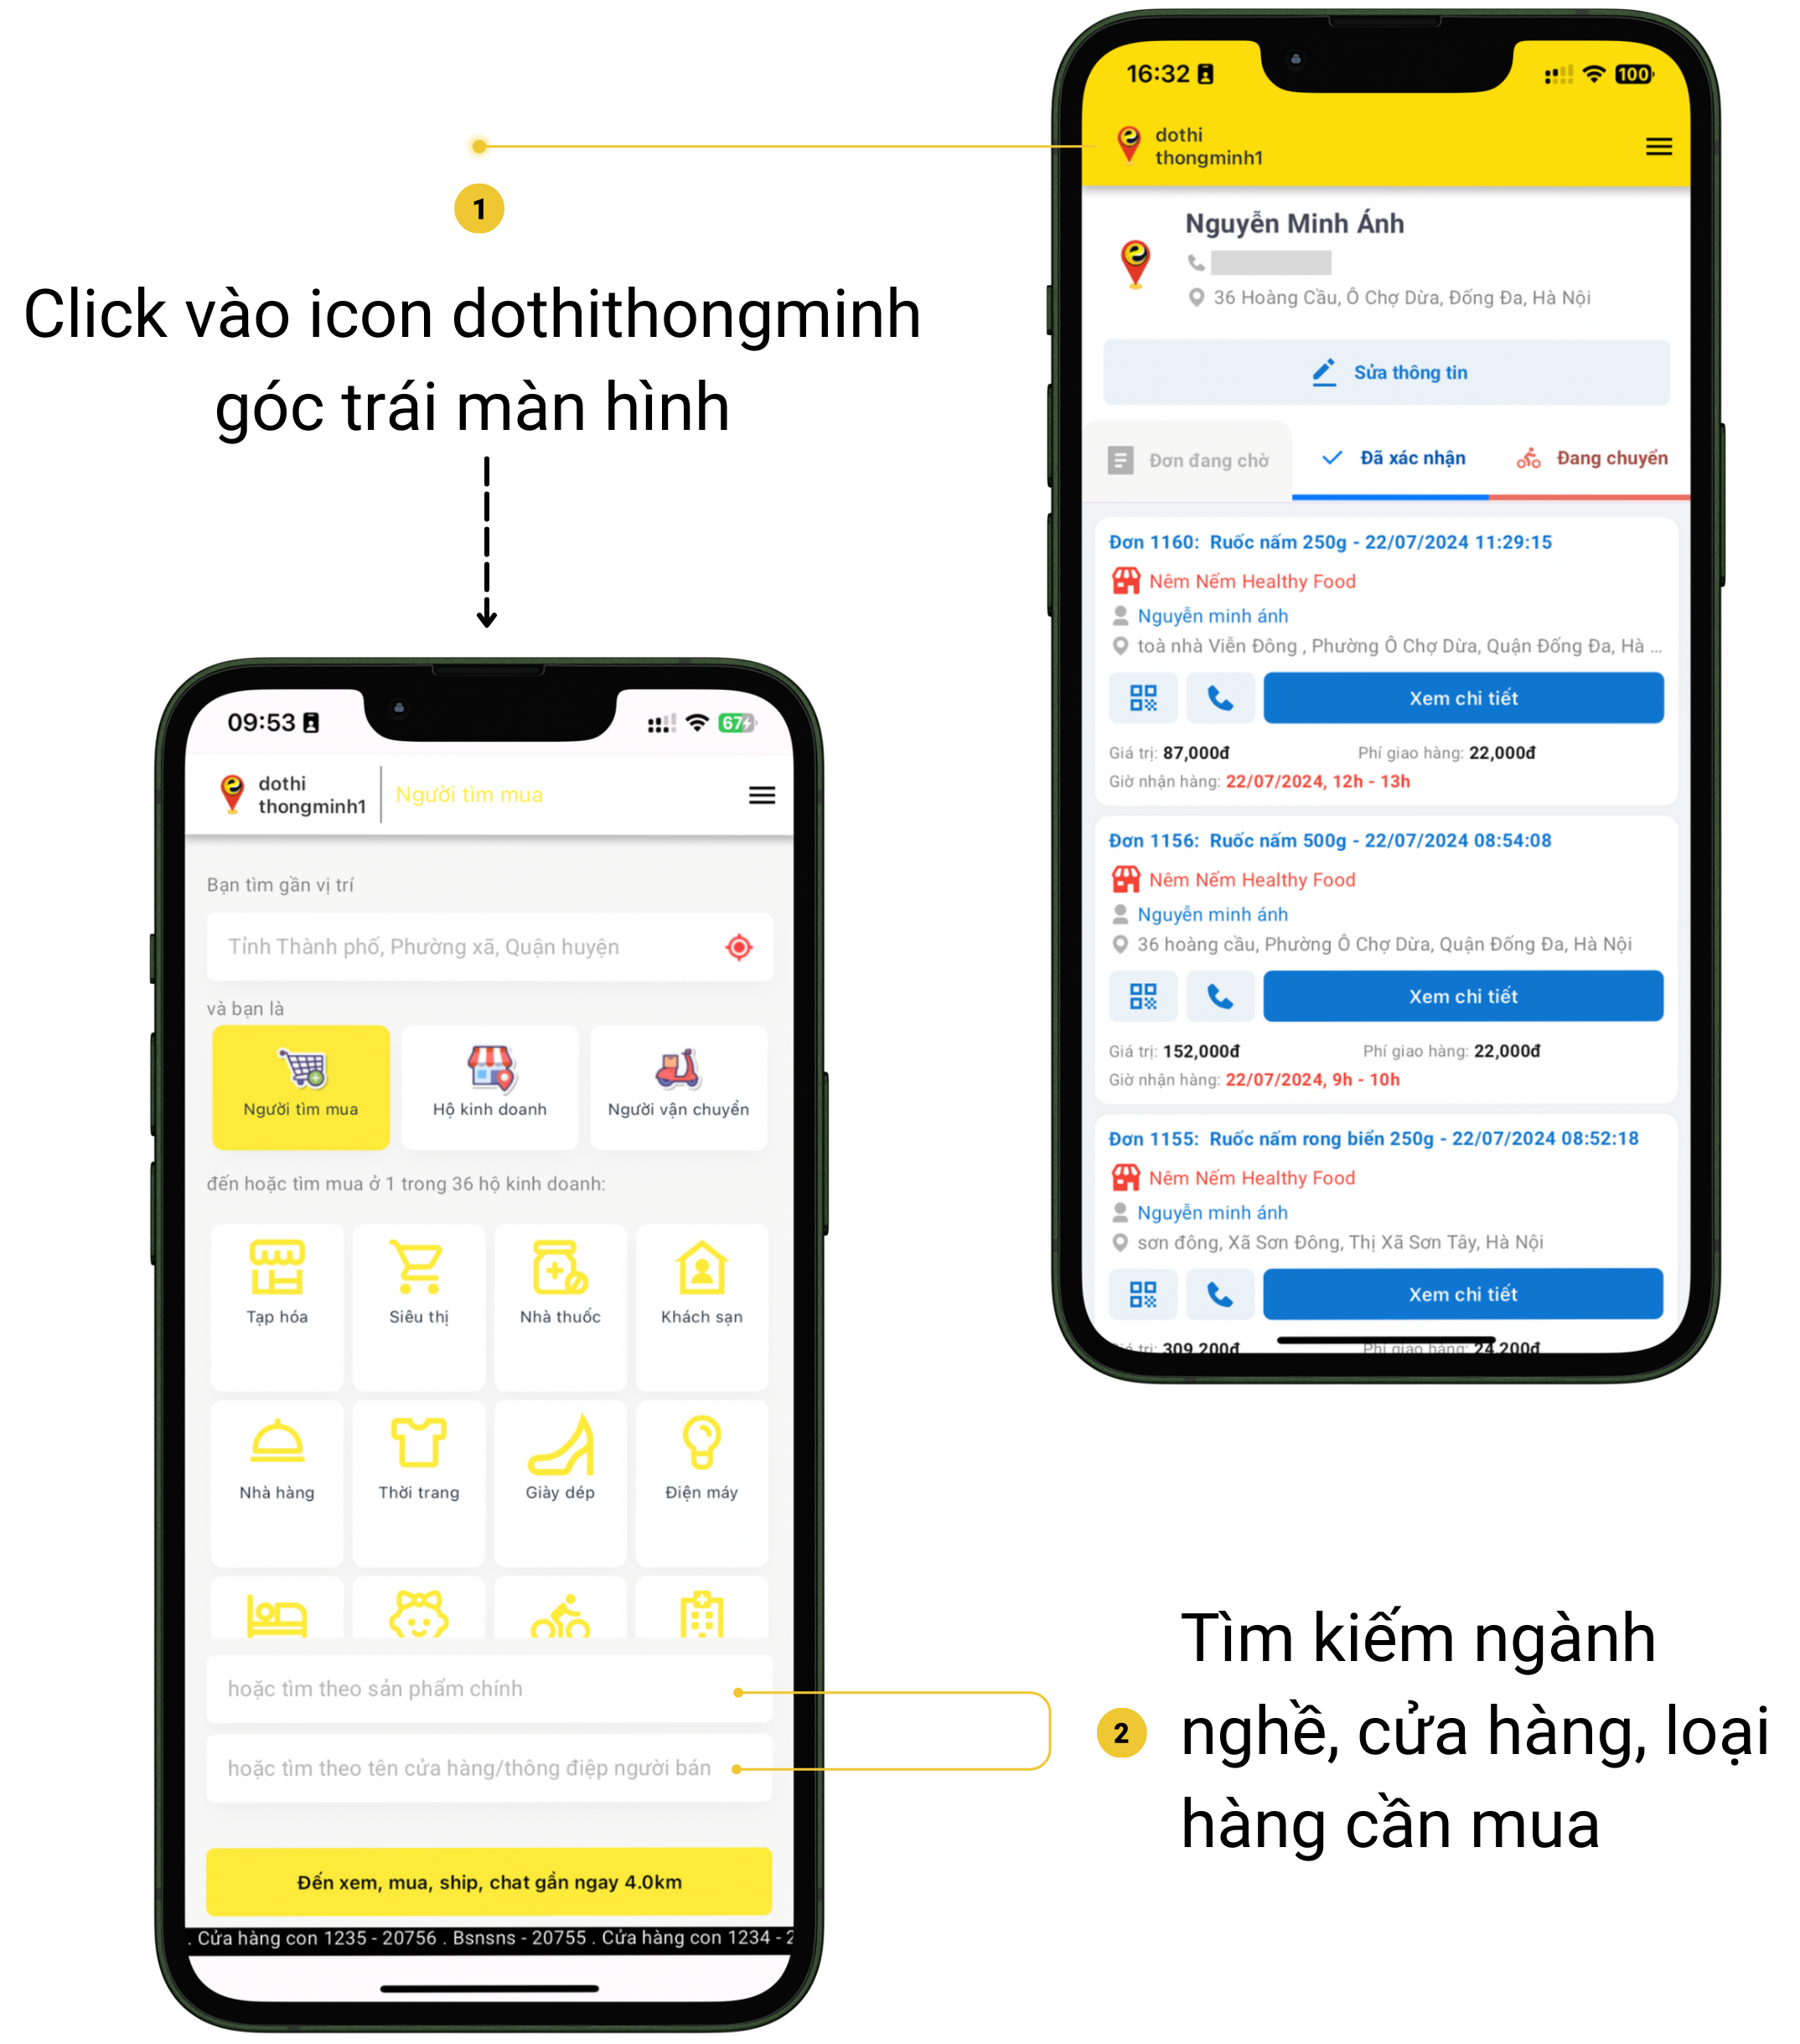 1
Click vào icon dothithongminh
góc trái màn hình
16:32
100
dothi
thongminh1
Nguyễn Minh Ánh
36 Hoàng Cầu, Ô Chợ Dừa, Đống Đa, Hà Nội
Sửa thông tin
Đơn đang chờ
Đã xác nhận
Đang chuyển
Đơn 1160: Ruốc nấm 250g - 22/07/2024 11:29:15
Nêm Nếm Healthy Food
Nguyễn minh ánh
toà nhà Viễn Đông , Phường Ô Chợ Dừa, Quận Đống Đa, Hà ...
Xem chi tiết
Giá trị: 87,000đ Phí giao hàng: 22,000đ
Giờ nhận hàng: 22/07/2024, 12h - 13h
Đơn 1156: Ruốc nấm 500g - 22/07/2024 08:54:08
Nêm Nếm Healthy Food
Nguyễn minh ánh
36 hoàng cầu, Phường Ô Chợ Dừa, Quận Đống Đa, Hà Nội
Xem chi tiết
Giá trị: 152,000đ Phí giao hàng: 22,000đ
Giờ nhận hàng: 22/07/2024, 9h - 10h
Đơn 1155: Ruốc nấm rong biển 250g - 22/07/2024 08:52:18
Nêm Nếm Healthy Food
Nguyễn minh ánh
sơn đông, Xã Sơn Đông, Thị Xã Sơn Tây, Hà Nội
Xem chi tiết
Giá trị: 309,200đ Phí giao hàng: 24,200đ
09:53
67
dothi
thongminh1
Người tìm mua
Bạn tìm gần vị trí
Tỉnh Thành phố, Phường xã, Quận huyện
và bạn là
Người tìm mua
Hộ kinh doanh
Người vận chuyển
đến hoặc tìm mua ở 1 trong 36 hộ kinh doanh:
Tạp hóa
Siêu thị
Nhà thuốc
Khách sạn
Nhà hàng
Thời trang
Giày dép
Điện máy
hoặc tìm theo sản phẩm chính
hoặc tìm theo tên cửa hàng/thông điệp người bán
Đến xem, mua, ship, chat gần ngay 4.0km
. Cửa hàng con 1235 - 20756 . Bsnsns - 20755 . Cửa hàng con 1234 - 2
2
Tìm kiếm ngành
nghề, cửa hàng, loại
hàng cần mua